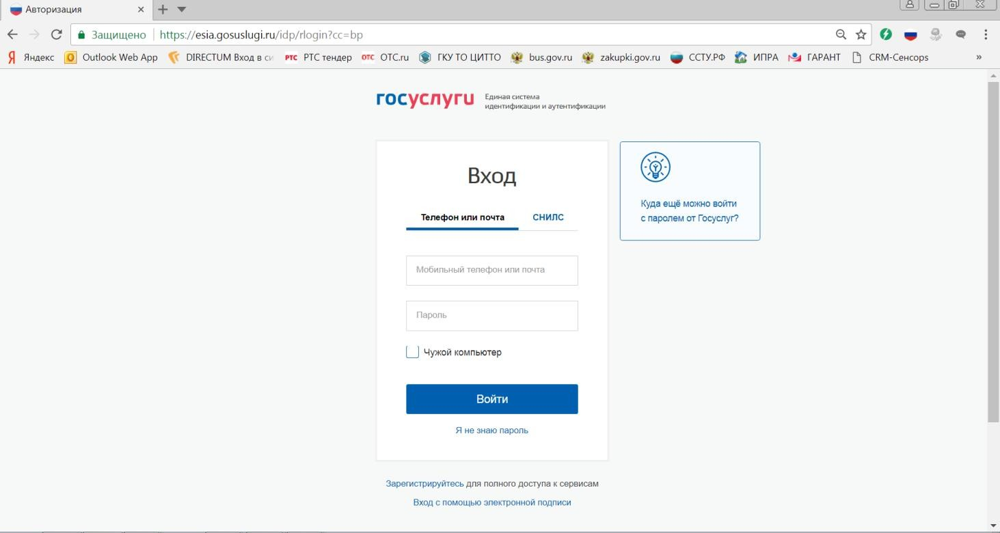 Авторизация
Защищено https://esia.gosuslugi.ru/idp/rlogin?cc=bp
Яндекс Outlook Web App DIRECTUM Вход в си РТС РТС тендер ОТС ОТС.ru ГКУ ТО ЦИТТО bus.gov.ru zakupki.gov.ru ССТУ.РФ ИПРА ГАРАНТ CRM-Сенсорс »
госуслуги
Единая система
идентификации и аутентификации
Вход
Телефон или почта СНИЛС
Мобильный телефон или почта
Пароль
Чужой компьютер
Войти
Я не знаю пароль
Куда ещё можно войти
с паролем от Госуслуг?
Зарегистрируйтесь для полного доступа к сервисам
Вход с помощью электронной подписи